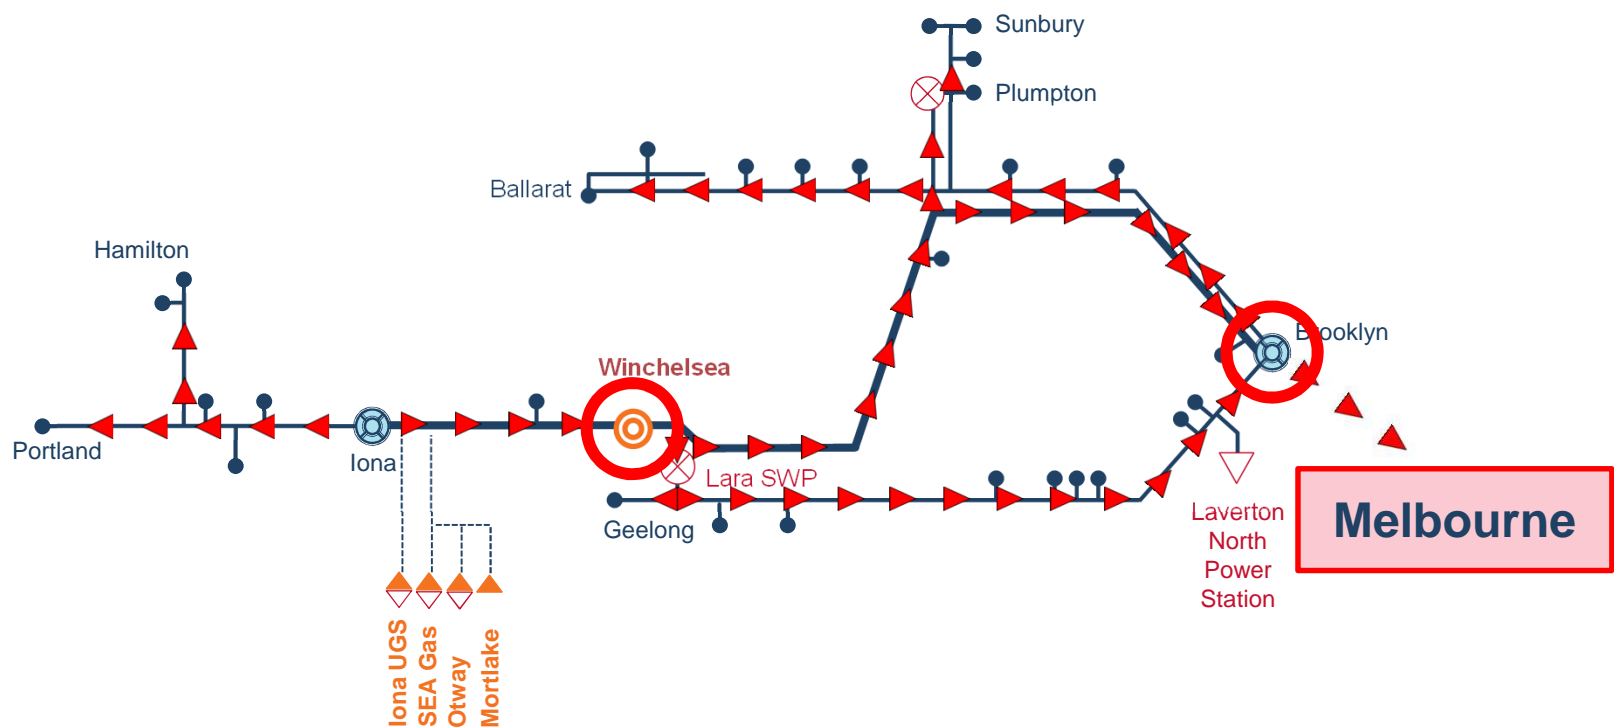 Sunbury
Plumpton
Ballarat
Hamilton
Brooklyn
Winchelsea
Portland
Iona
Lara SWP
Geelong
Laverton
North
Power
Station
Melbourne
Iona UGS
SEA Gas
Otway
Mortlake